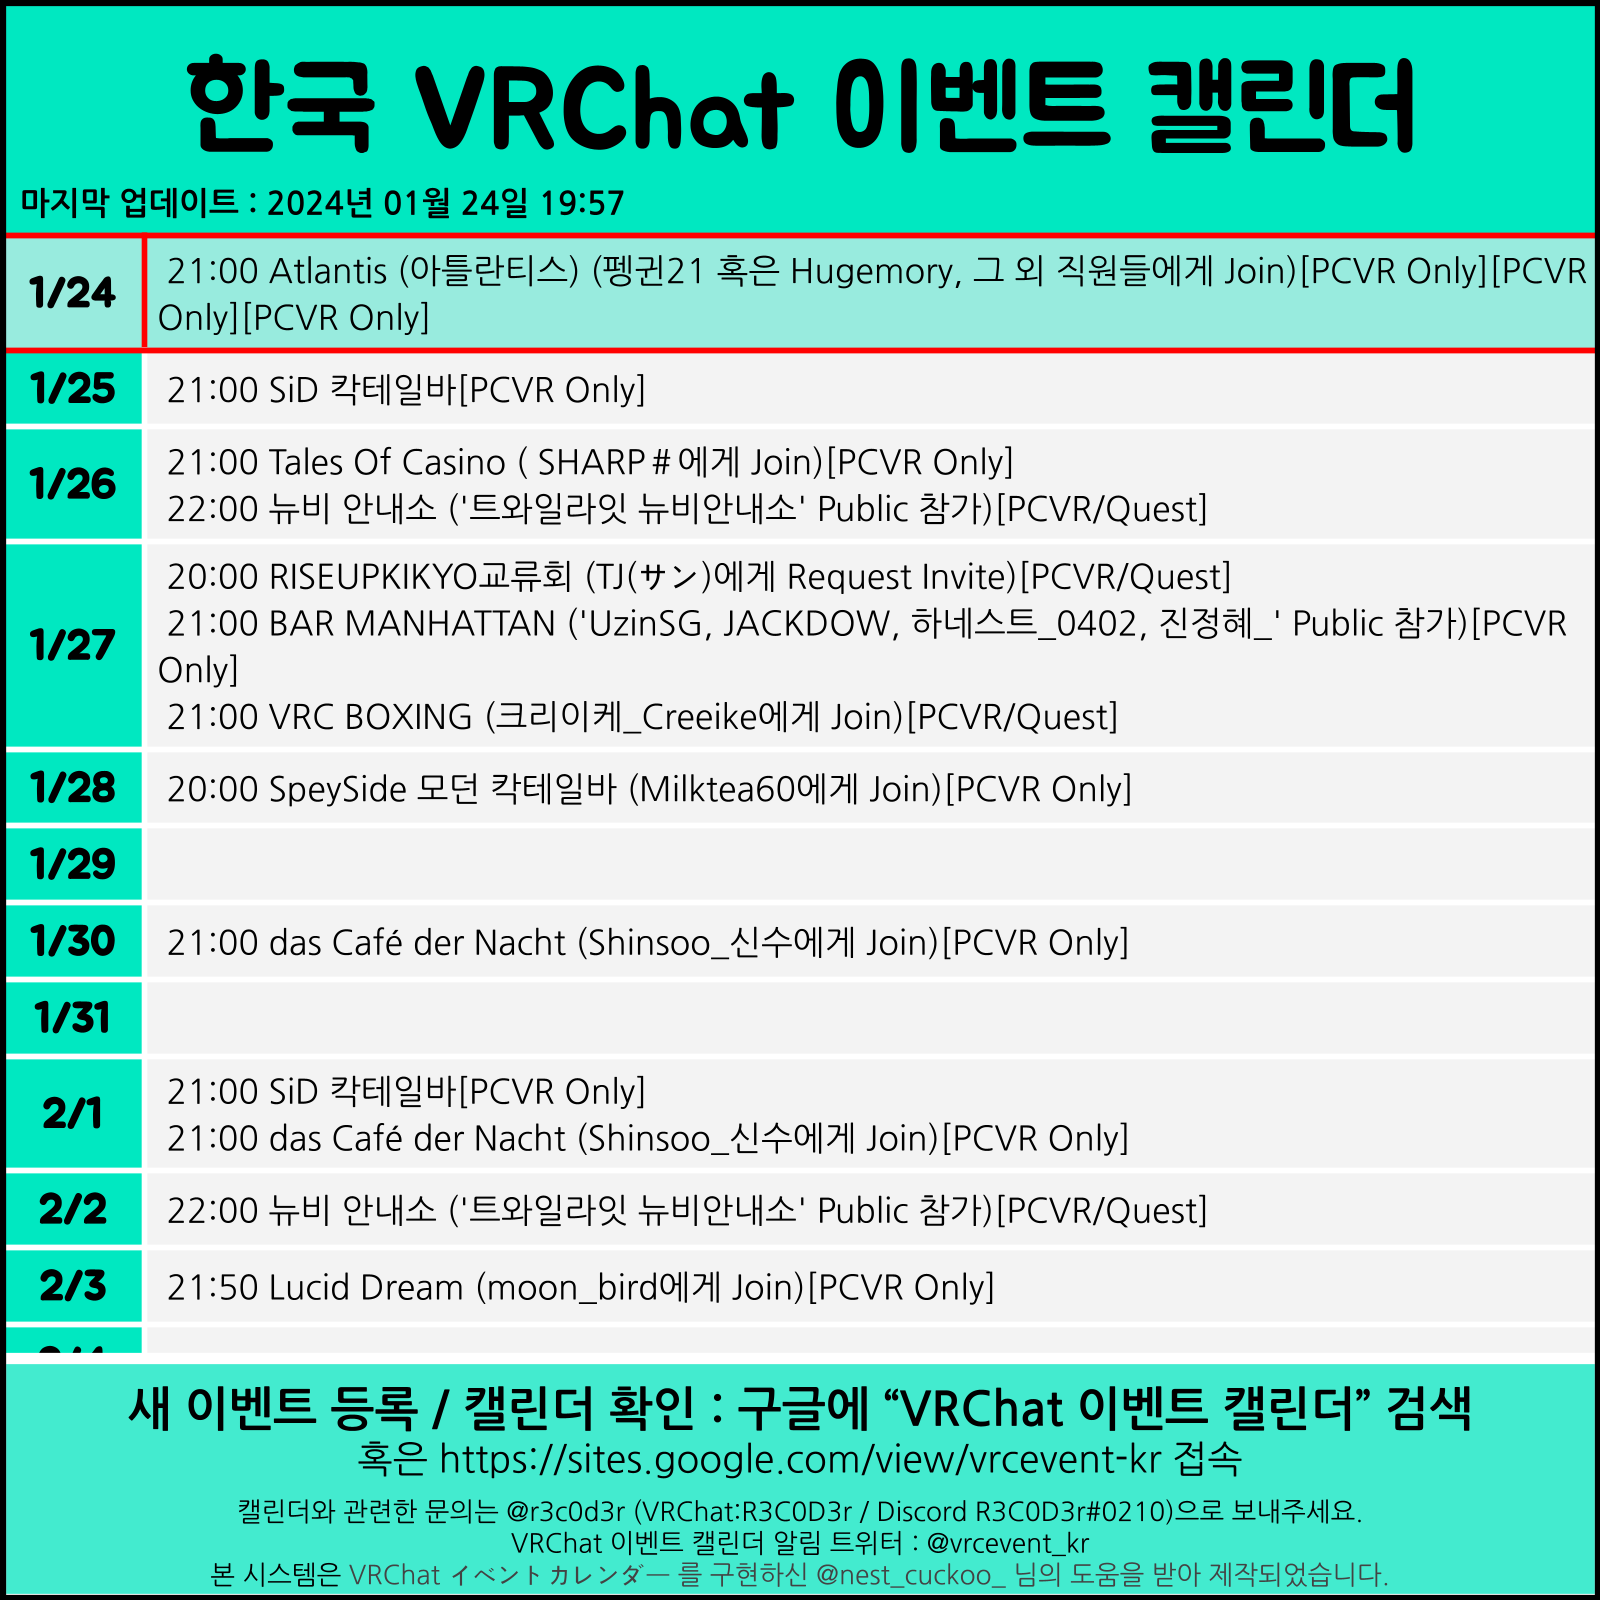 한국 VRChat 이벤트 캘린더
마지막 업데이트 : 2024년 01월 24일 19:57
1/24
21:00 Atlantis (아틀란티스) (펭귄21 혹은 Hugemory, 그 외 직원들에게 Join)[PCVR Only][PCVR
Only][PCVR Only]
1/25
21:00 SiD 칵테일바[PCVR Only]
1/26
21:00 Tales Of Casino ( SHARP＃에게 Join)[PCVR Only]
22:00 뉴비 안내소 ('트와일라잇 뉴비안내소' Public 참가)[PCVR/Quest]
1/27
20:00 RISEUPKIKYO교류회 (TJ(サン)에게 Request Invite)[PCVR/Quest]
21:00 BAR MANHATTAN ('UzinSG, JACKDOW, 하네스트_0402, 진정혜_' Public 참가)[PCVR
Only]
21:00 VRC BOXING (크리이케_Creeike에게 Join)[PCVR/Quest]
1/28
20:00 SpeySide 모던 칵테일바 (Milktea60에게 Join)[PCVR Only]
1/29
1/30
21:00 das Café der Nacht (Shinsoo_신수에게 Join)[PCVR Only]
1/31
2/1
21:00 SiD 칵테일바[PCVR Only]
21:00 das Café der Nacht (Shinsoo_신수에게 Join)[PCVR Only]
2/2
22:00 뉴비 안내소 ('트와일라잇 뉴비안내소' Public 참가)[PCVR/Quest]
2/3
21:50 Lucid Dream (moon_bird에게 Join)[PCVR Only]
새 이벤트 등록 / 캘린더 확인 : 구글에 “VRChat 이벤트 캘린더” 검색
혹은 https://sites.google.com/view/vrcevent-kr 접속
캘린더와 관련한 문의는 @r3c0d3r (VRChat:R3C0D3r / Discord R3C0D3r#0210)으로 보내주세요.
VRChat 이벤트 캘린더 알림 트위터 : @vrcevent_kr
본 시스템은 VRChat イベントカレンダー 를 구현하신 @nest_cuckoo_ 님의 도움을 받아 제작되었습니다.